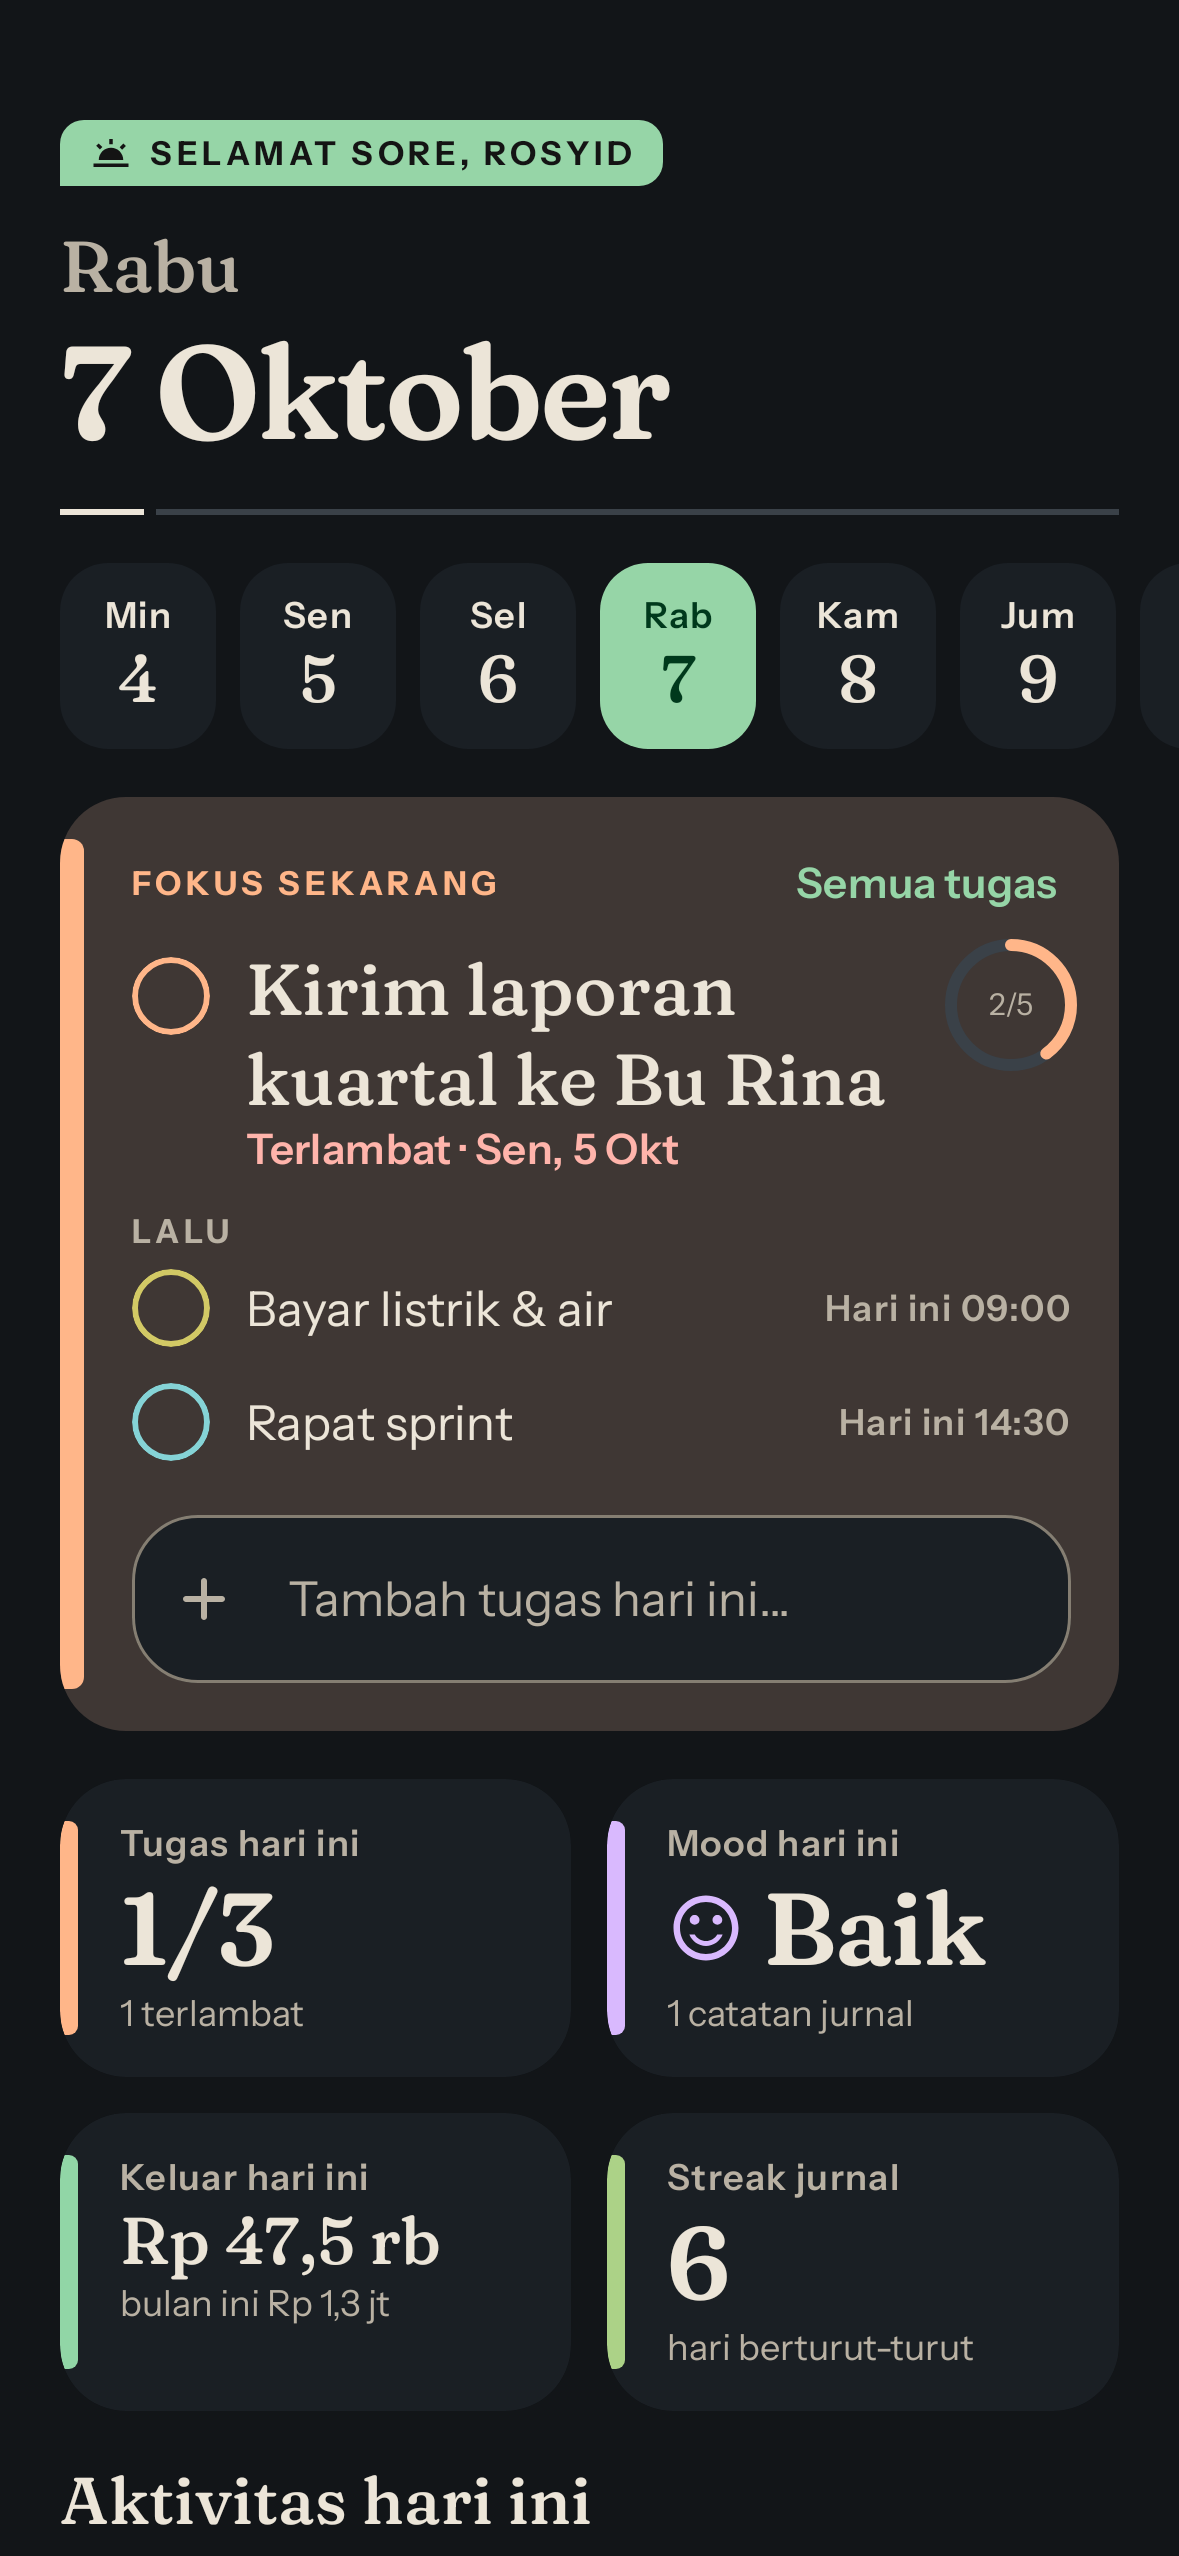 SELAMAT SORE, ROSYID
Rabu
7 Oktober
Min
4
Sen
5
Sel
6
Rab
7
Kam
8
Jum
9
FOKUS SEKARANG
Semua tugas
Kirim laporan
kuartal ke Bu Rina
2/5
Terlambat · Sen, 5 Okt
LALU
Bayar listrik & air
Hari ini 09:00
Rapat sprint
Hari ini 14:30
Tambah tugas hari ini...
Tugas hari ini
1/3
1 terlambat
Mood hari ini
Baik
1 catatan jurnal
Keluar hari ini
Rp 47,5 rb
bulan ini Rp 1,3 jt
Streak jurnal
6
hari berturut-turut
Aktivitas hari ini